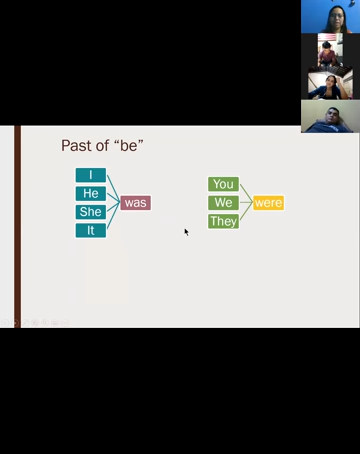 Past of “be”
I
He
She
It
was
You
We
They
were